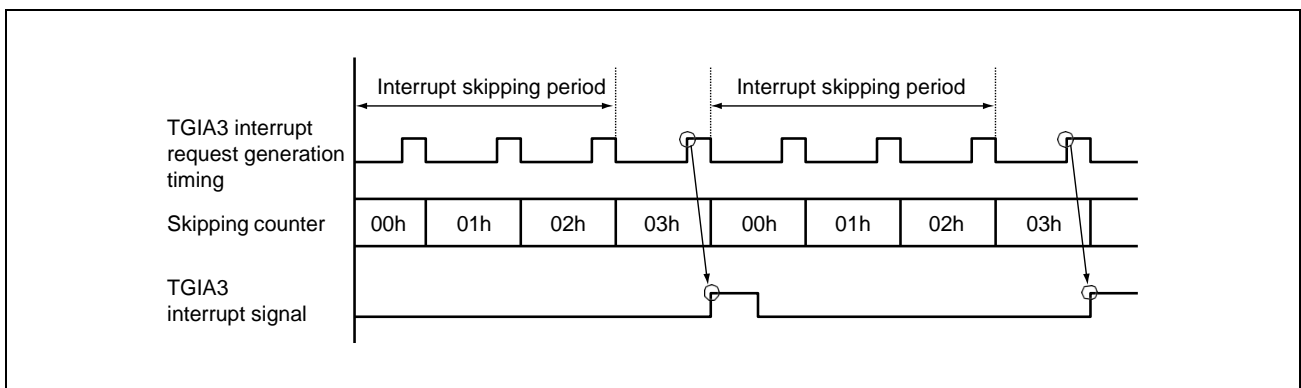 Interrupt skipping period
Interrupt skipping period
TGIA3 interrupt
request generation
timing
Skipping counter
00h
01h
02h
03h
00h
01h
02h
03h
TGIA3
interrupt signal